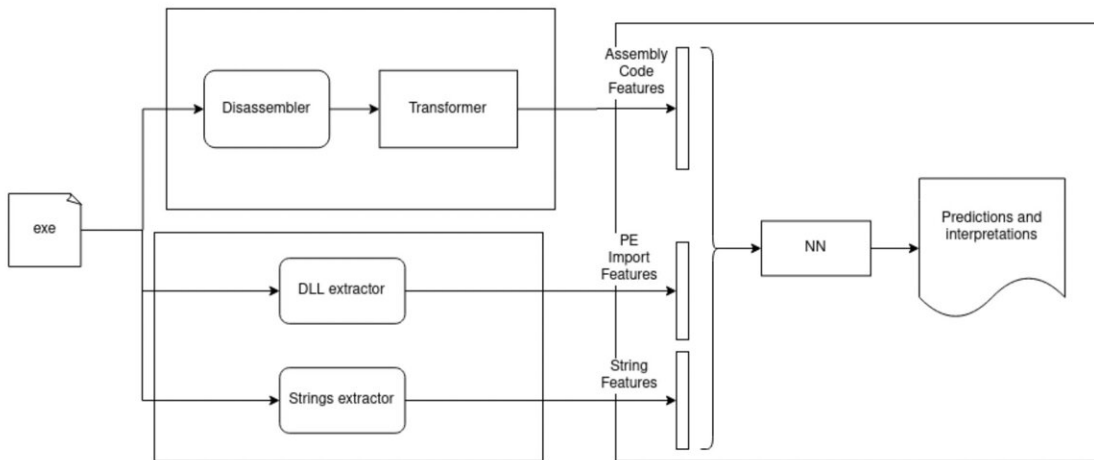 exe
Disassembler
Transformer
Assembly
Code
Features
DLL extractor
PE
Import
Features
Strings extractor
String
Features
NN
Predictions and
interpretations